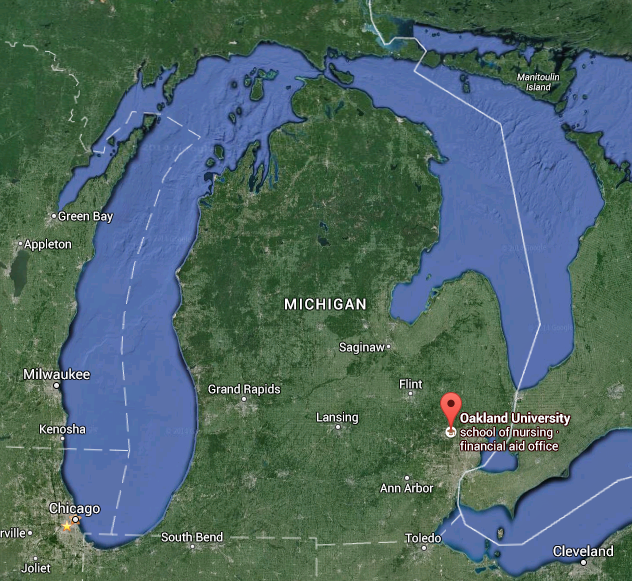 Manitoulin
Island
Green Bay
Appleton
MICHIGAN
Saginaw
Milwaukee
Grand Rapids
Flint
Oakland University
school of nursing
financial aid office
Lansing
Kenosha
Ann Arbor
Chicago
rville
South Bend
Toledo
Cleveland
Joliet